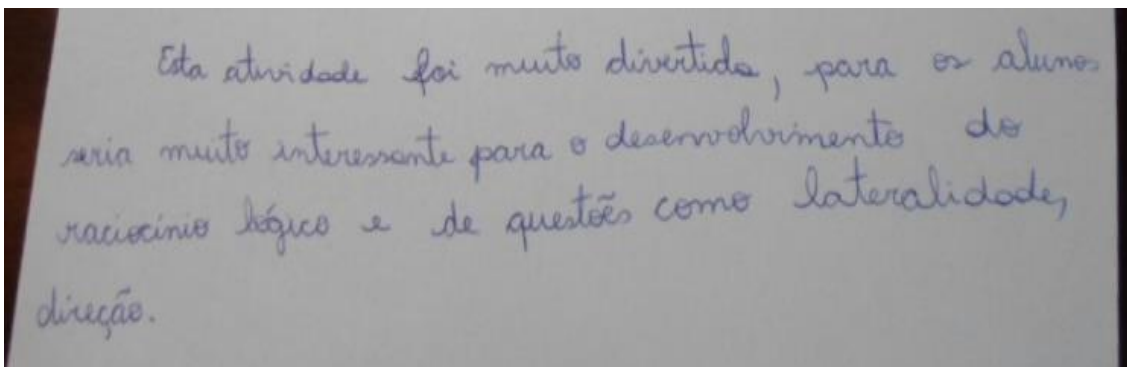 Esta atividade foi muito divertida, para os alunos
seria muito interessante para o desenvolvimento do
raciocínio lógico e de questões como lateralidade,
direção.